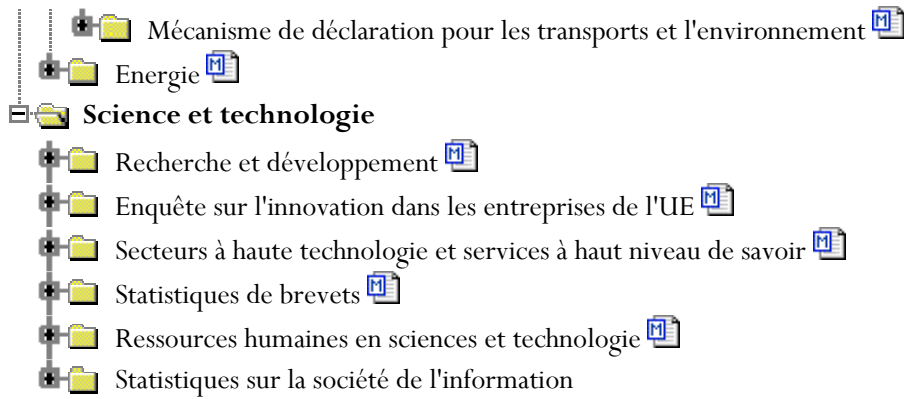 Mécanisme de déclaration pour les transports et l'environnement M
Energie M
Science et technologie
Recherche et développement M
Enquête sur l'innovation dans les entreprises de l'UE M
Secteurs à haute technologie et services à haut niveau de savoir M
Statistiques de brevets M
Ressources humaines en sciences et technologie M
Statistiques sur la société de l'information